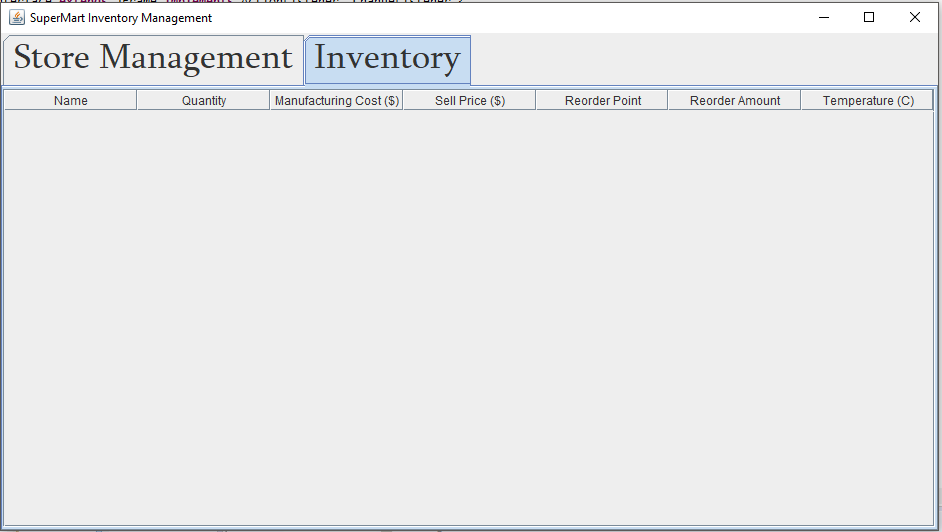 SuperMart Inventory Management
Store Management Inventory
Name Quantity Manufacturing Cost ($) Sell Price ($) Reorder Point Reorder Amount Temperature (C)